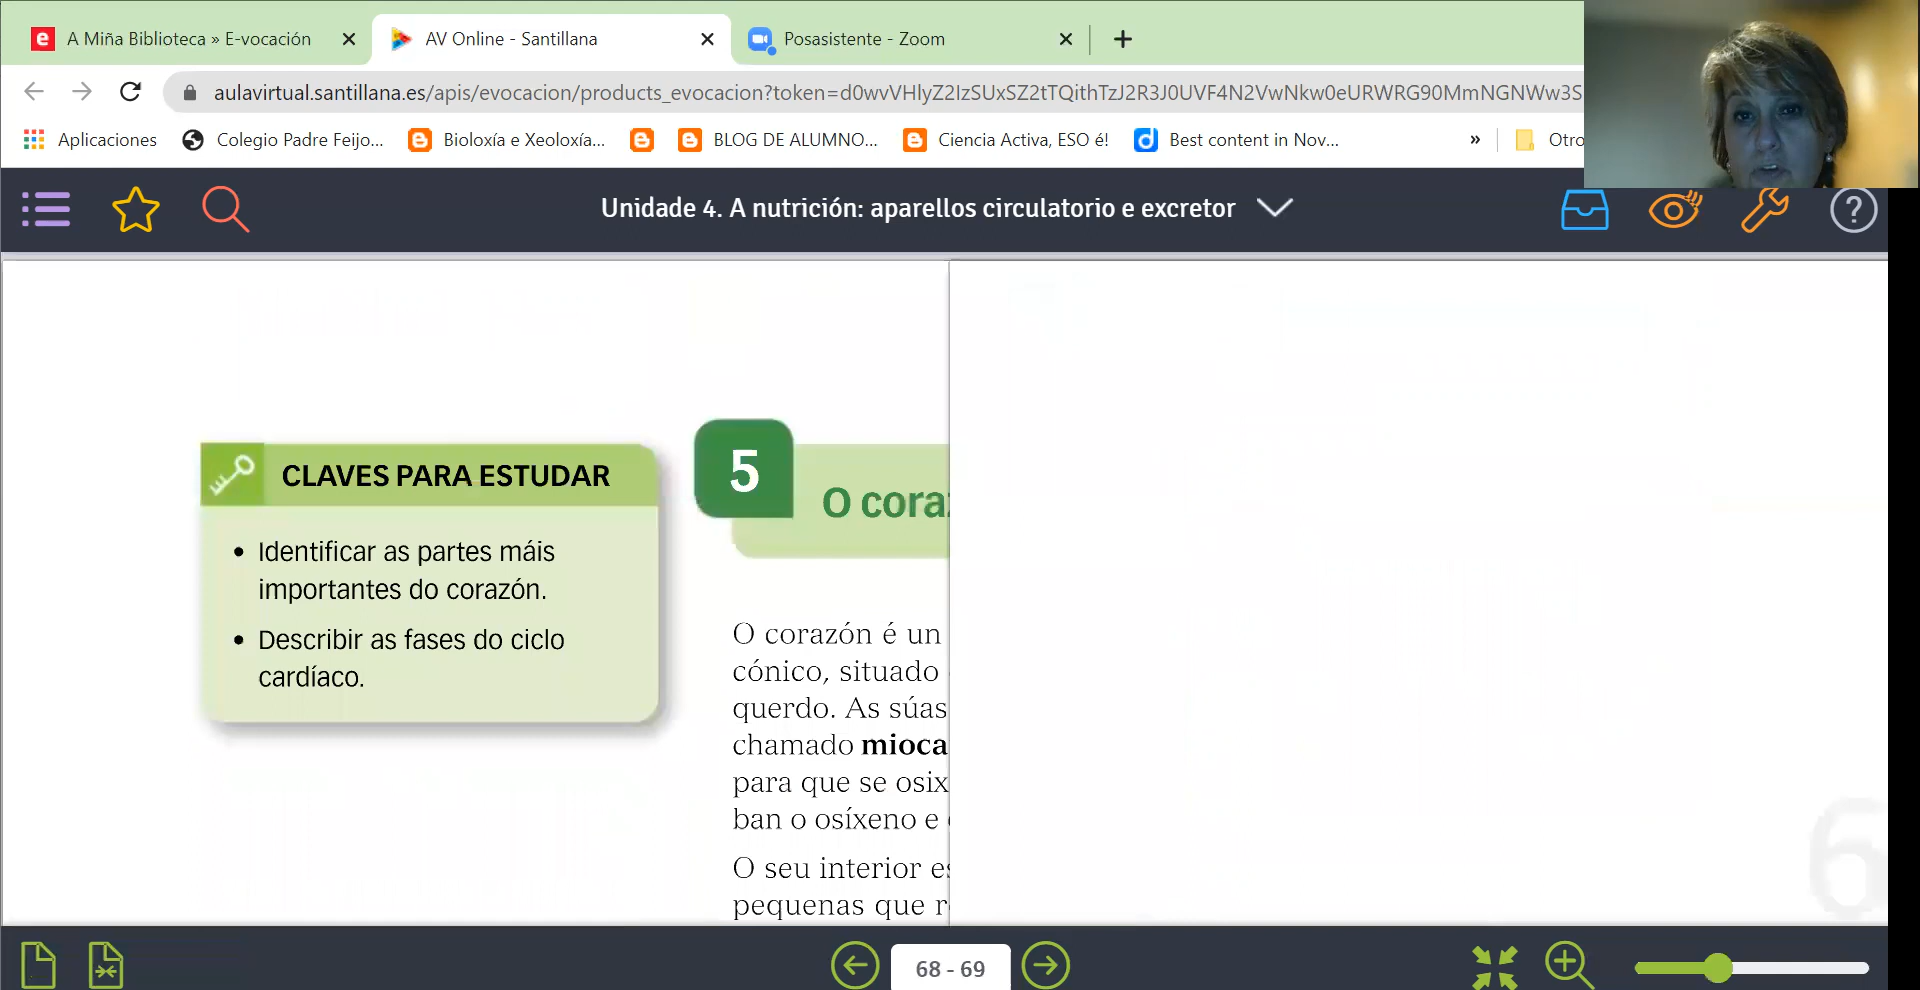 A Miña Biblioteca » E-vocación
AV Online - Santillana
Posasistente - Zoom
aulavirtual.santillana.es/apis/evocacion/products_evocacion?token=d0wvVHlyZ2IzSUxSZ2tTQithTzJ2R3J0UVF4N2VwNkw0eURWRG90MmNGNWw3S
Aplicaciones
Colegio Padre Feijo...
Bioloxía e Xeoloxía...
BLOG DE ALUMNO...
Ciencia Activa, ESO é!
Best content in Nov...
»
Otro
Unidade 4. A nutrición: aparellos circulatorio e excretor
CLAVES PARA ESTUDAR
• Identificar as partes máis
importantes do corazón.
• Describir as fases do ciclo
cardíaco.
5
O cora
O corazón é un
cónico, situado
querdo. As súas
chamado mioca
para que se osix
ban o osíxeno e
O seu interior es
pequenas que r
6
68 - 69